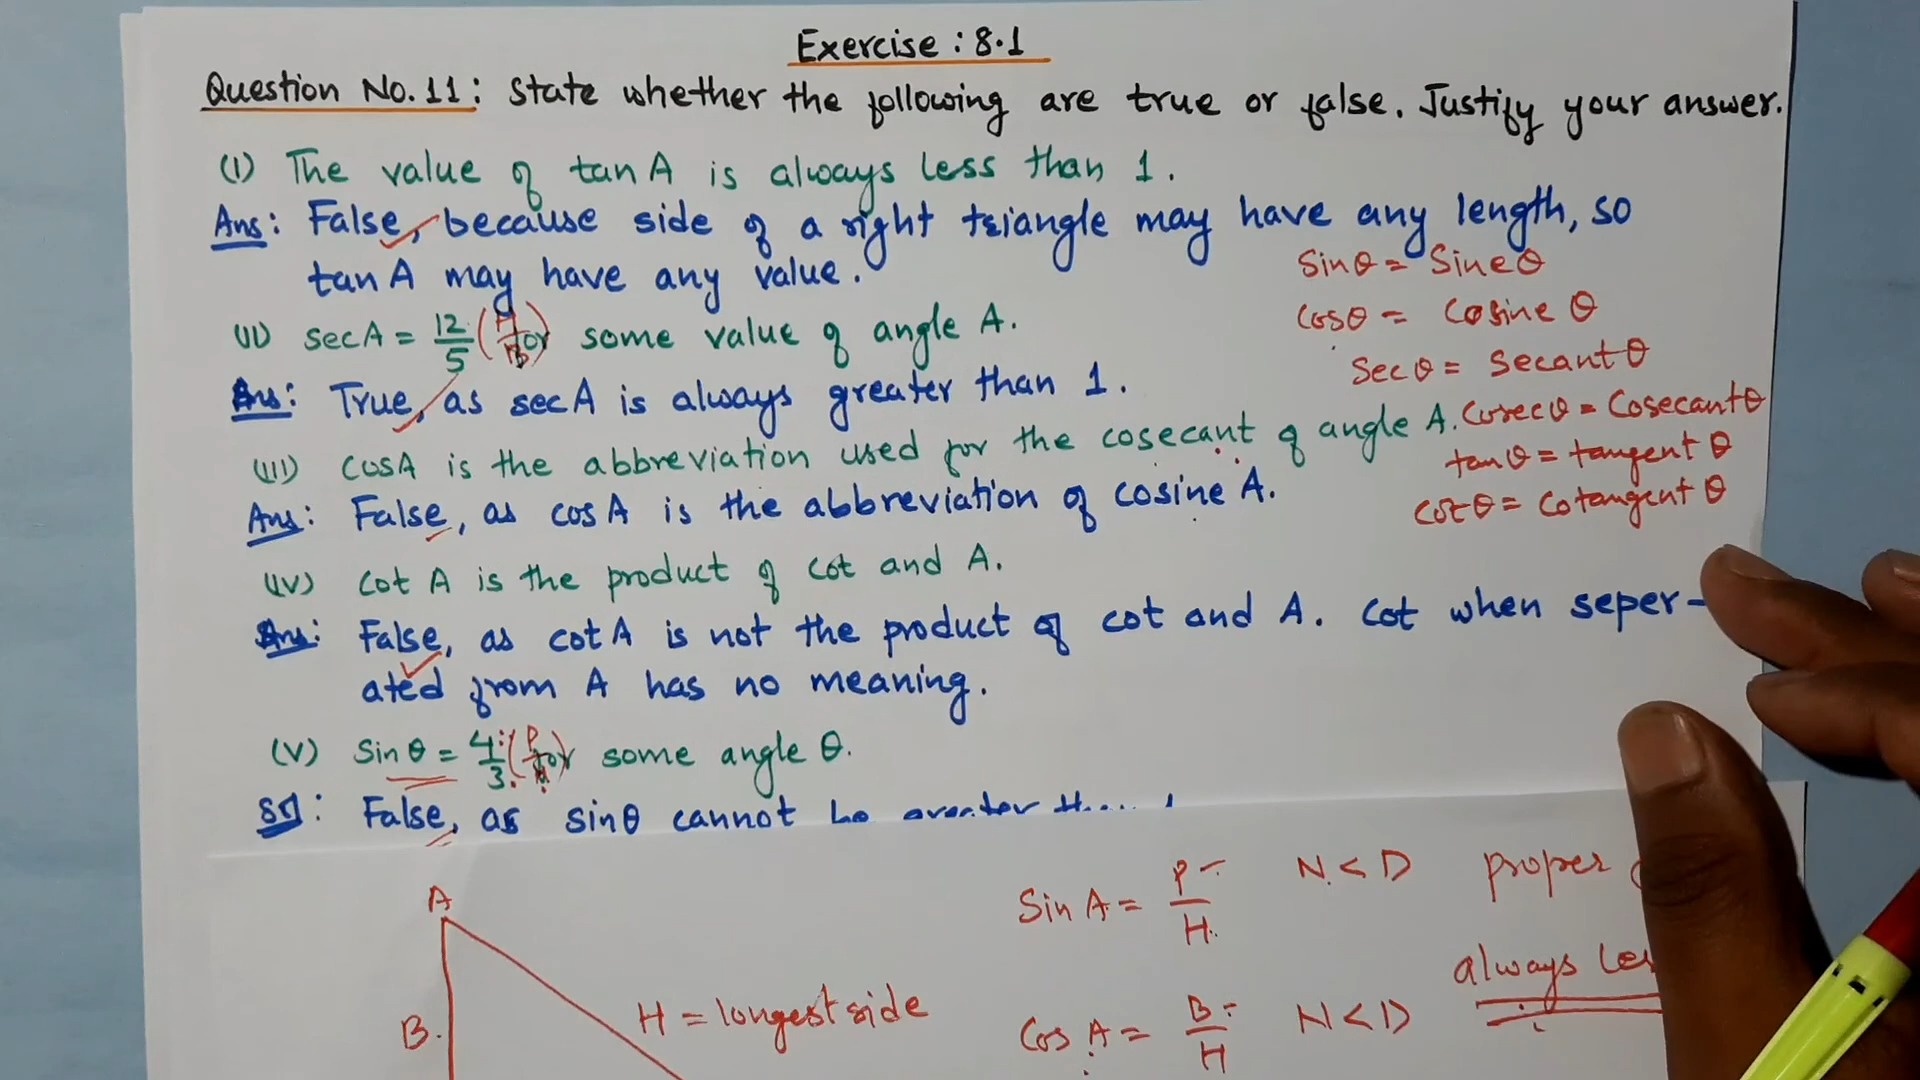 Exercise : 8.1
Question No. 11 : State whether the following are true or false. Justify your answer.
(I) The value of tan A is always less than 1.
Ans : False, because side of a right triangle may have any length, so
tan A may have any value.
Sinθ = Sineθ
Cosθ = Cosine θ
(II) sec A = 12/5 (H/B) for some value of angle A.
Secθ = Secant θ
Ans : True, as sec A is always greater than 1.
Cosecθ = Cosecantθ
(III) Cos A is the abbreviation used for the cosecant of angle A.
tanθ = tangent θ
Ans : False, as cos A is the abbreviation of cosine A.
cotθ = Cotangent θ
(IV) Cot A is the product of cot and A.
Ans : False, as cot A is not the product of cot and A. Cot when seper-
ated from A has no meaning.
(V) Sin θ = 4/3 (P/H) for some angle θ.
Sol : False, as sinθ cannot be greater than 1
A
Sin A = P/H N < D proper
always
B H = longest side
Cos A = B/H N < D